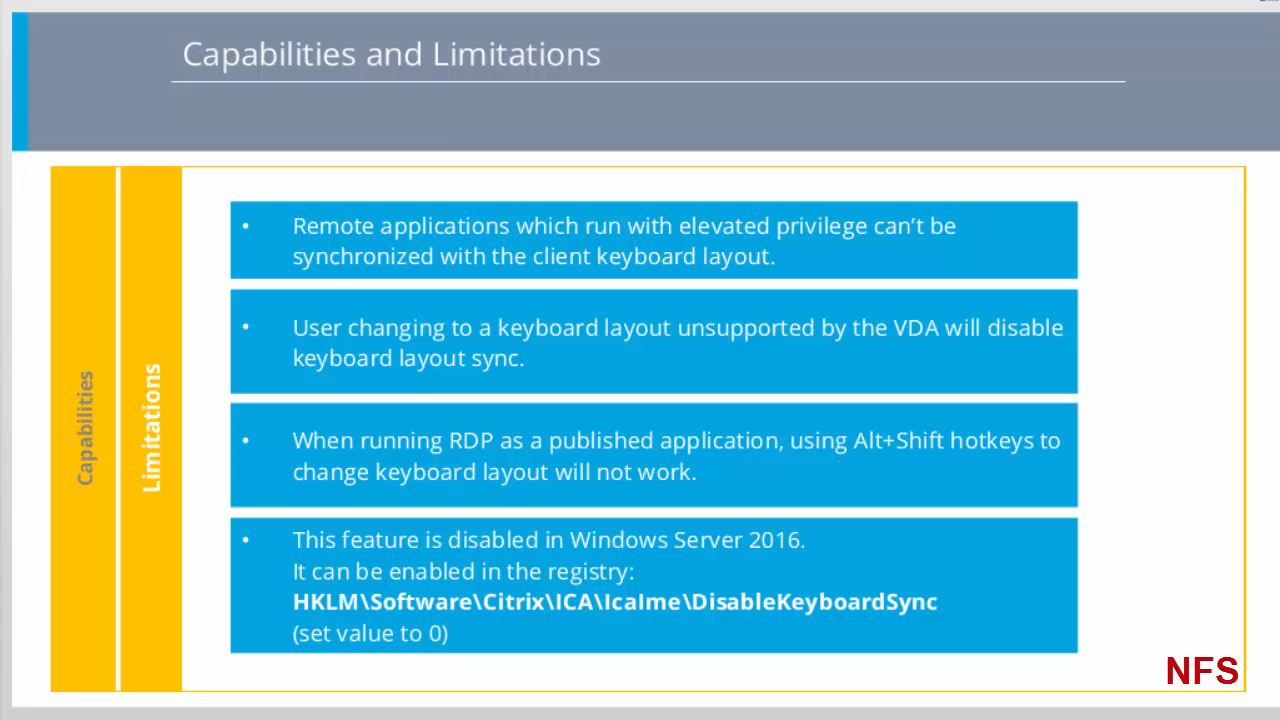 Capabilities and Limitations
Capabilities
Limitations
• Remote applications which run with elevated privilege can’t be
synchronized with the client keyboard layout.
• User changing to a keyboard layout unsupported by the VDA will disable
keyboard layout sync.
• When running RDP as a published application, using Alt+Shift hotkeys to
change keyboard layout will not work.
• This feature is disabled in Windows Server 2016.
It can be enabled in the registry:
HKLM\Software\Citrix\ICA\IcaIme\DisableKeyboardSync
(set value to 0)
NFS